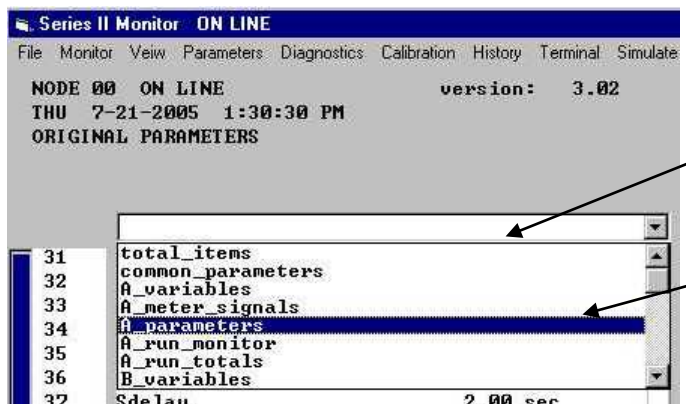 Series II Monitor ON LINE
File Monitor Veiw Parameters Diagnostics Calibration History Terminal Simulate
NODE 00 ON LINE version: 3.02
THU 7-21-2005 1:30:30 PM
ORIGINAL PARAMETERS
31 total_items
common_parameters
32 A_variables
33 A_meter_signals
34 A_parameters
35 A_run_monitor
A_run_totals
36 B_variables
37 Sdelay 2.00 sec